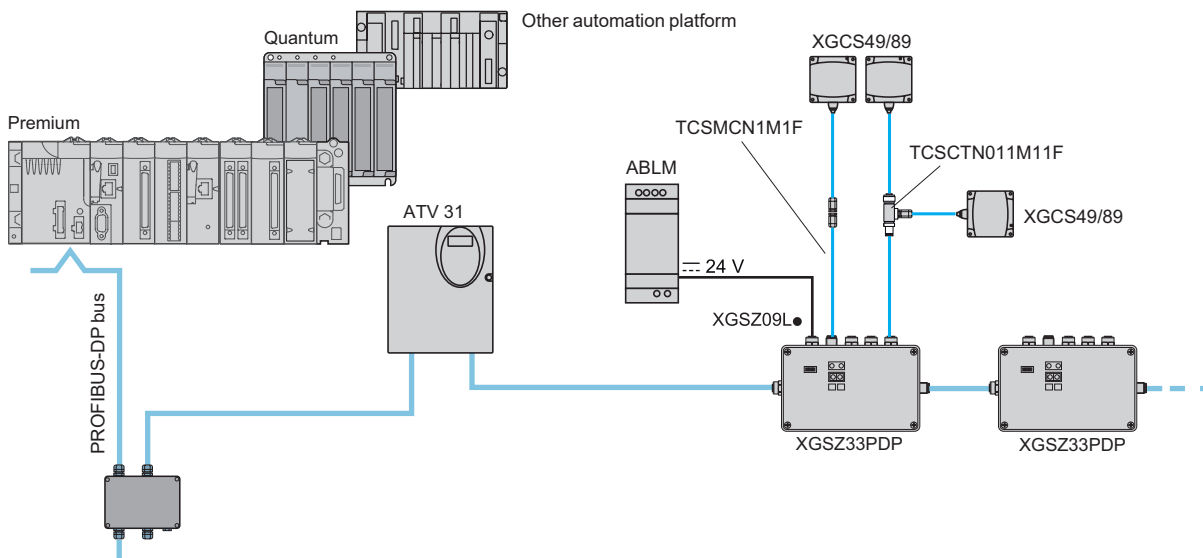 Other automation platform
Quantum
XGCS49/89
Premium
TCSMCN1M1F
TCSCTN011M11F
ABLM
ATV 31
XGCS49/89
24 V
XGSZ09L●
PROFIBUS-DP bus
XGSZ33PDP
XGSZ33PDP